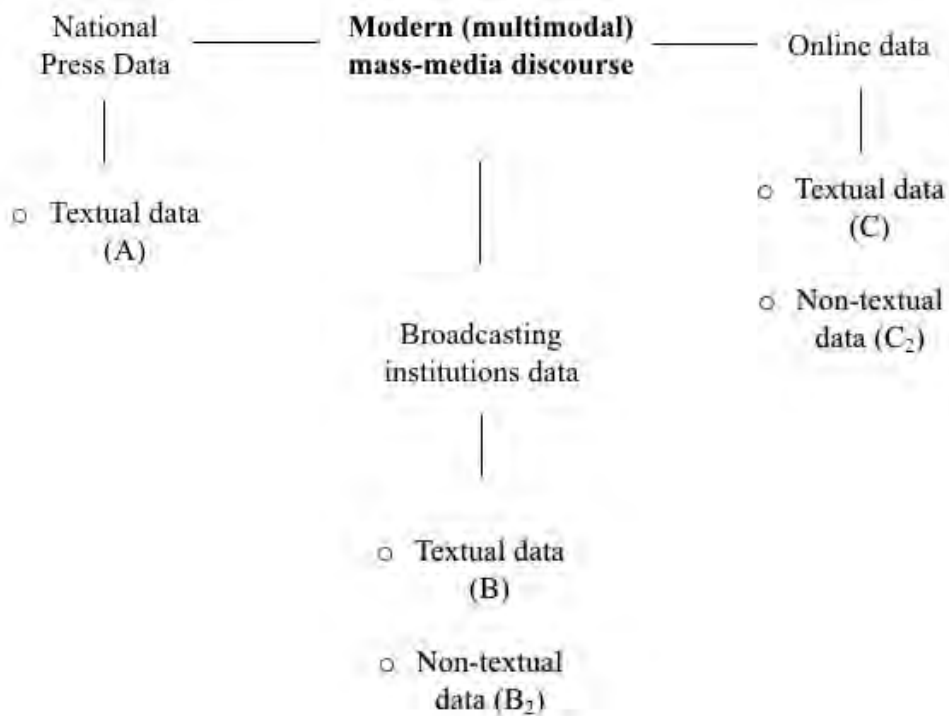 National
Press Data
Modern (multimodal)
mass-media discourse
Online data
○ Textual data
(A)
○ Textual data
(C)
○ Non-textual
data (C₂)
Broadcasting
institutions data
○ Textual data
(B)
○ Non-textual
data (B₂)